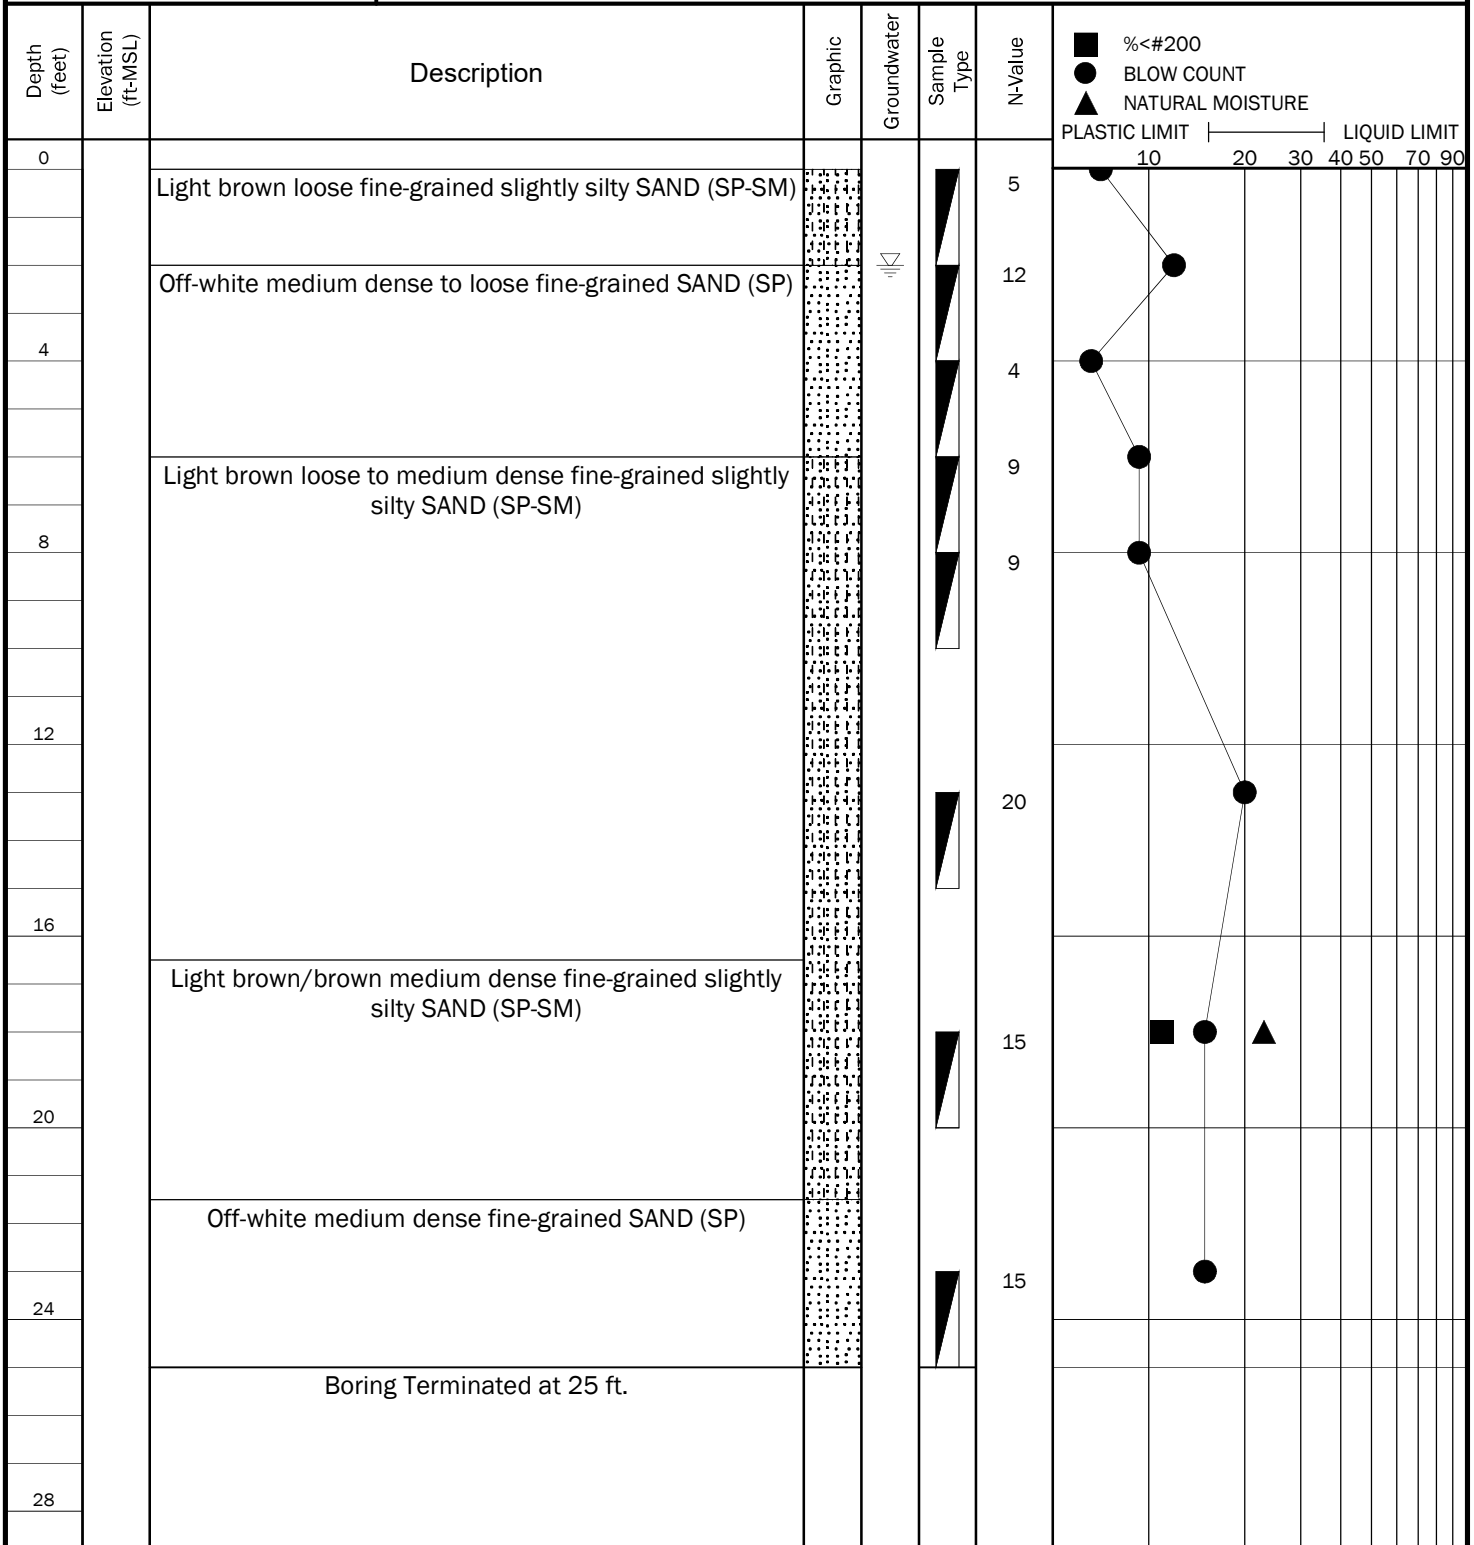 Depth
(feet)
Elevation
(ft-MSL)
Description
Graphic
Groundwater
Sample
Type
N-Value
%<#200
BLOW COUNT
NATURAL MOISTURE
PLASTIC LIMIT LIQUID LIMIT
10 20 30 40 50 70 90
0
Light brown loose fine-grained slightly silty SAND (SP-SM)
5
Off-white medium dense to loose fine-grained SAND (SP)
12
4
4
Light brown loose to medium dense fine-grained slightly
silty SAND (SP-SM)
9
8
9
12
20
16
Light brown/brown medium dense fine-grained slightly
silty SAND (SP-SM)
15
20
Off-white medium dense fine-grained SAND (SP)
15
24
Boring Terminated at 25 ft.
28